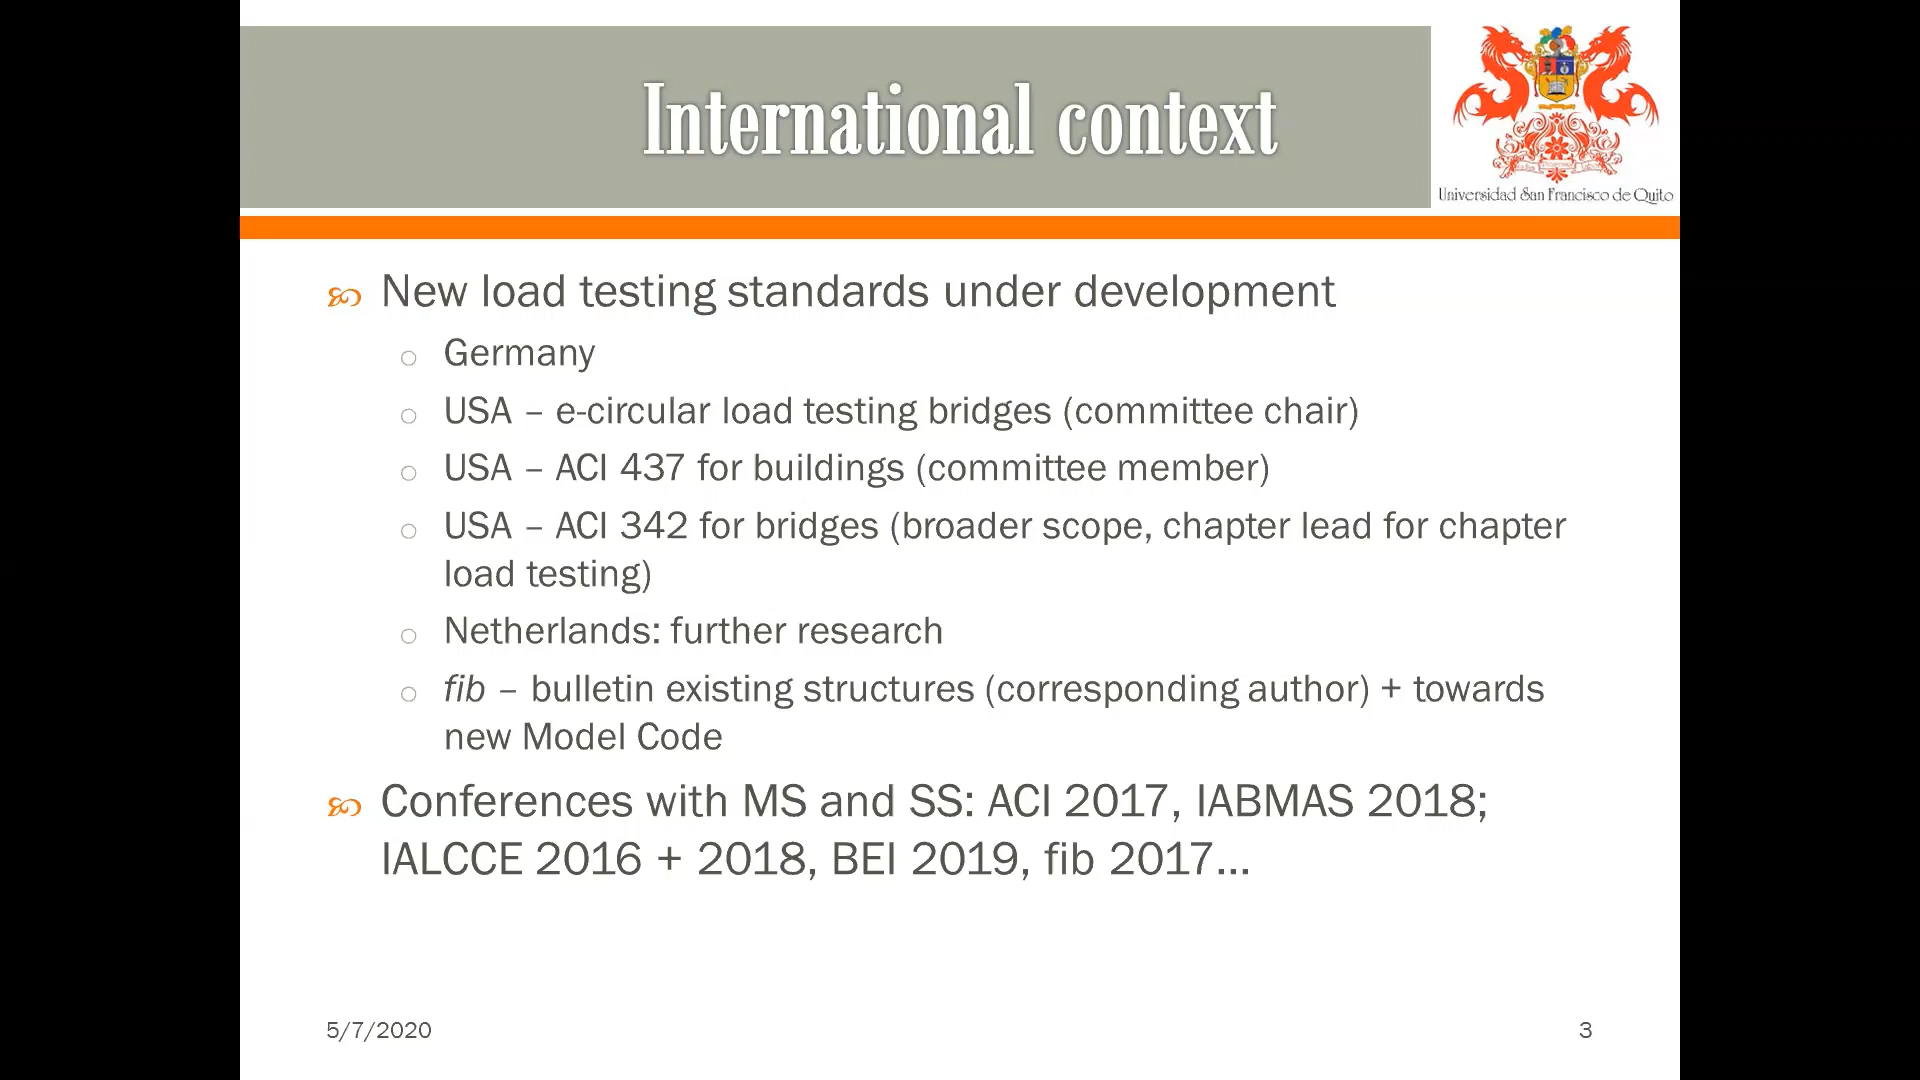 International context
Universidad San Francisco de Quito
New load testing standards under development
Germany
USA – e-circular load testing bridges (committee chair)
USA – ACI 437 for buildings (committee member)
USA – ACI 342 for bridges (broader scope, chapter lead for chapter
load testing)
Netherlands: further research
fib – bulletin existing structures (corresponding author) + towards
new Model Code
Conferences with MS and SS: ACI 2017, IABMAS 2018;
IALCCE 2016 + 2018, BEI 2019, fib 2017...
5/7/2020
3